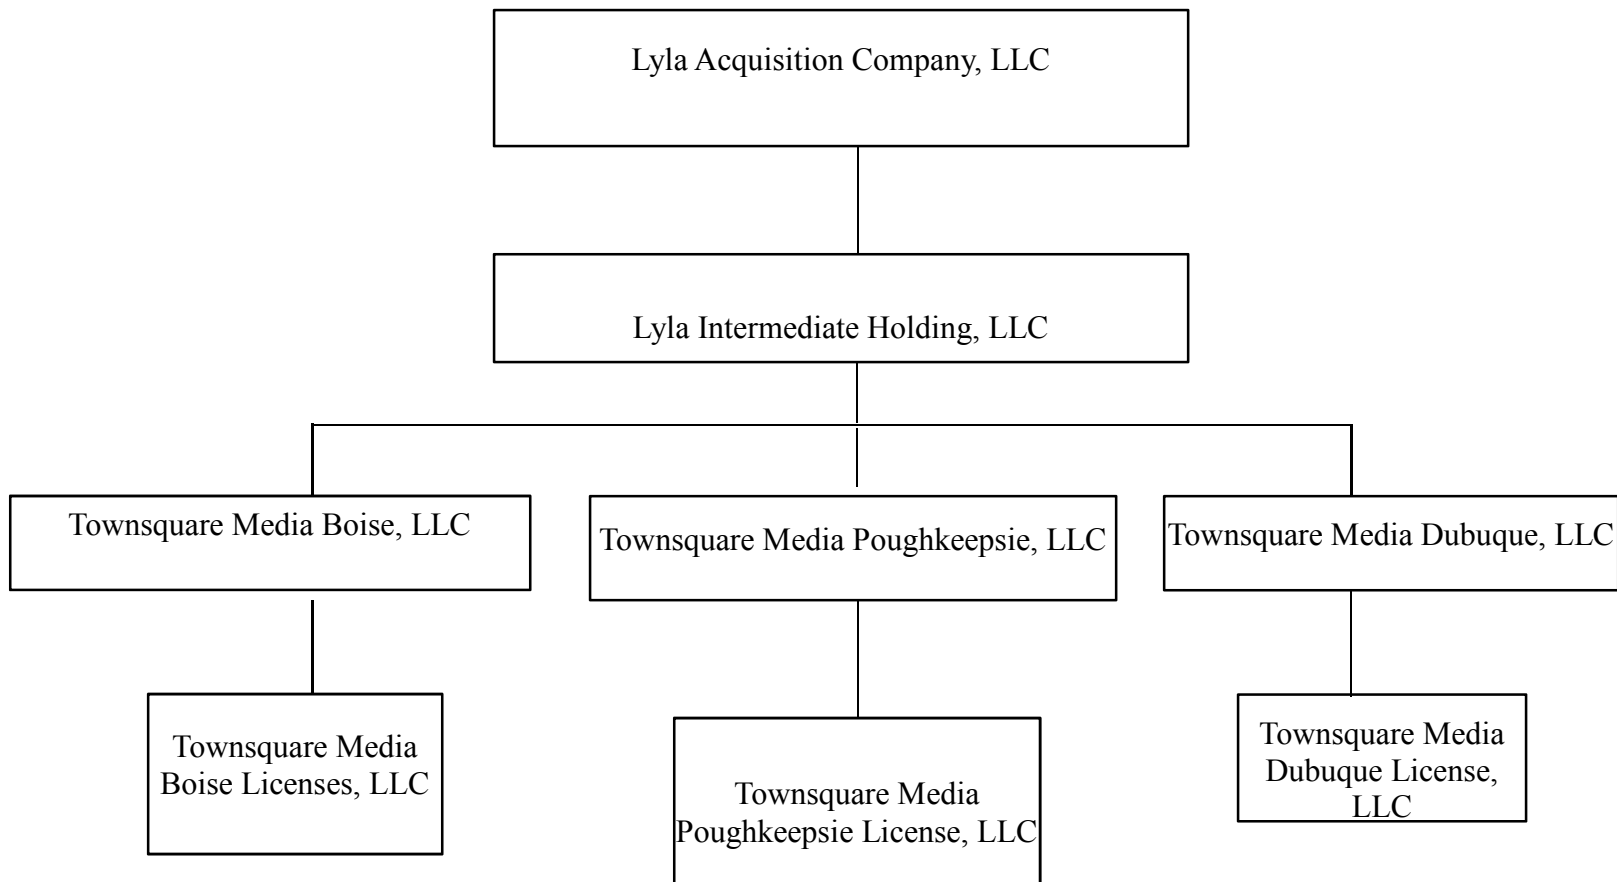 Lyla Acquisition Company, LLC
Lyla Intermediate Holding, LLC
Townsquare Media Boise, LLC
Townsquare Media Poughkeepsie, LLC
Townsquare Media Dubuque, LLC
Townsquare Media
Boise Licenses, LLC
Townsquare Media
Poughkeepsie License, LLC
Townsquare Media
Dubuque License,
LLC